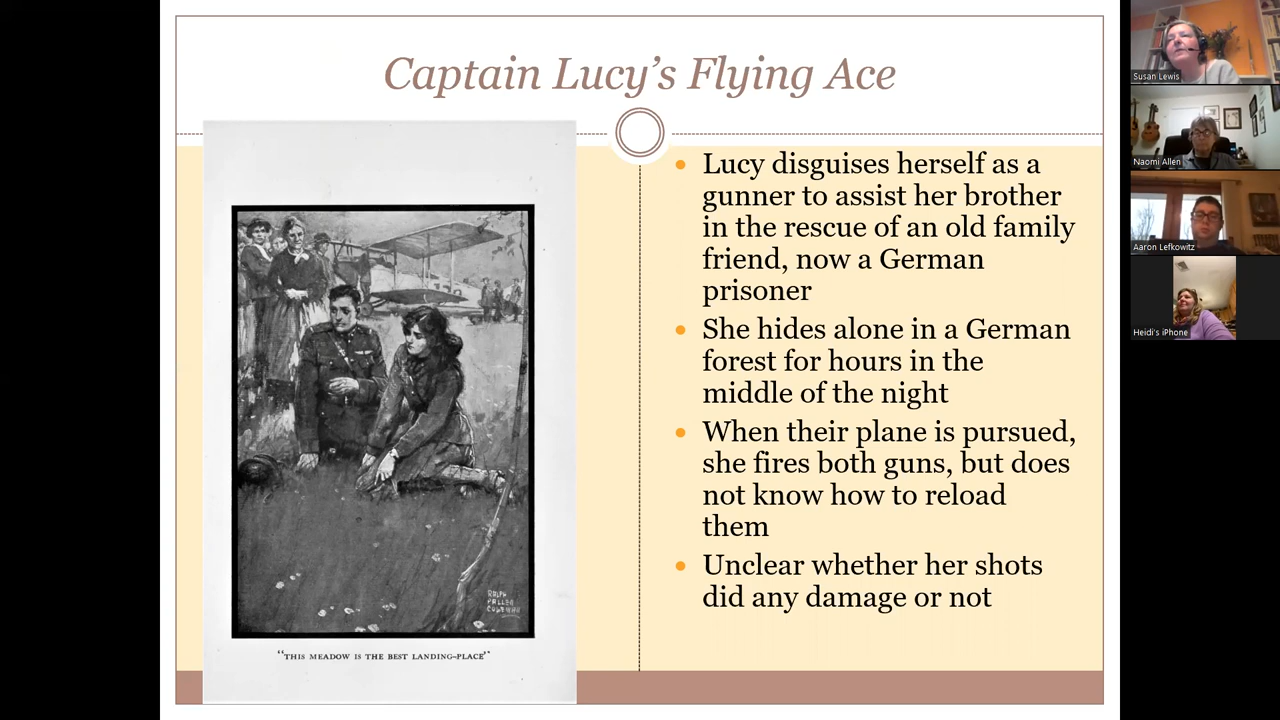 Captain Lucy's Flying Ace
Lucy disguises herself as a
gunner to assist her brother
in the rescue of an old family
friend, now a German
prisoner
She hides alone in a German
forest for hours in the
middle of the night
When their plane is pursued,
she fires both guns, but does
not know how to reload
them
Unclear whether her shots
did any damage or not
RALPH
PALLEN
COLEMAN
"THIS MEADOW IS THE BEST LANDING-PLACE"
Susan Lewis
Naomi Allen
Aaron Lefkowitz
Heidi's iPhone